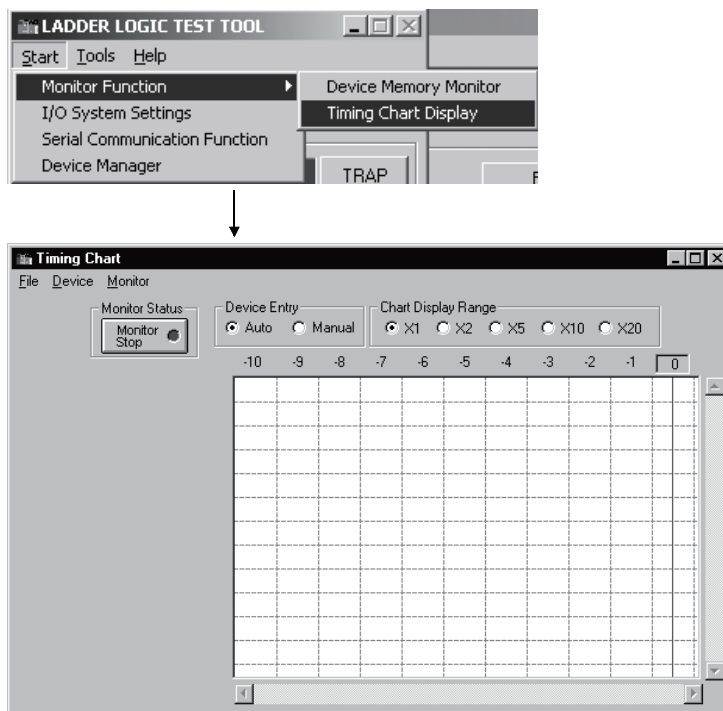 LADDER LOGIC TEST TOOL
Start Tools Help
Monitor Function Device Memory Monitor
I/O System Settings Timing Chart Display
Serial Communication Function
Device Manager TRAP
Timing Chart
File Device Monitor
Monitor Status Device Entry Chart Display Range
Monitor Stop Auto Manual X1 X2 X5 X10 X20
-10 -9 -8 -7 -6 -5 -4 -3 -2 -1 0